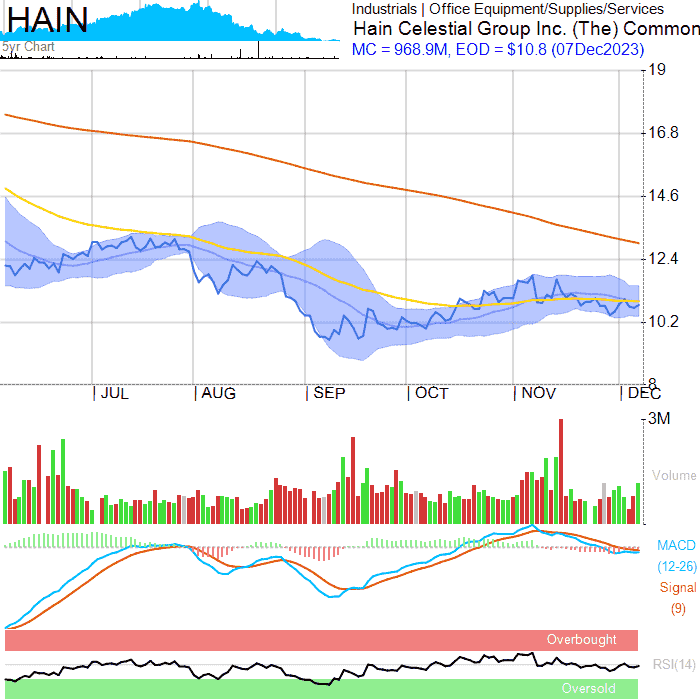 HAIN
5yr Chart
Industrials | Office Equipment/Supplies/Services
Hain Celestial Group Inc. (The) Common
MC = 968.9M, EOD = $10.8 (07Dec2023)
19
16.8
14.6
12.4
10.2
8
| JUL | AUG | SEP | OCT | NOV | DEC
3M
Volume
MACD
(12-26)
Signal
(9)
Overbought
RSI(14)
Oversold